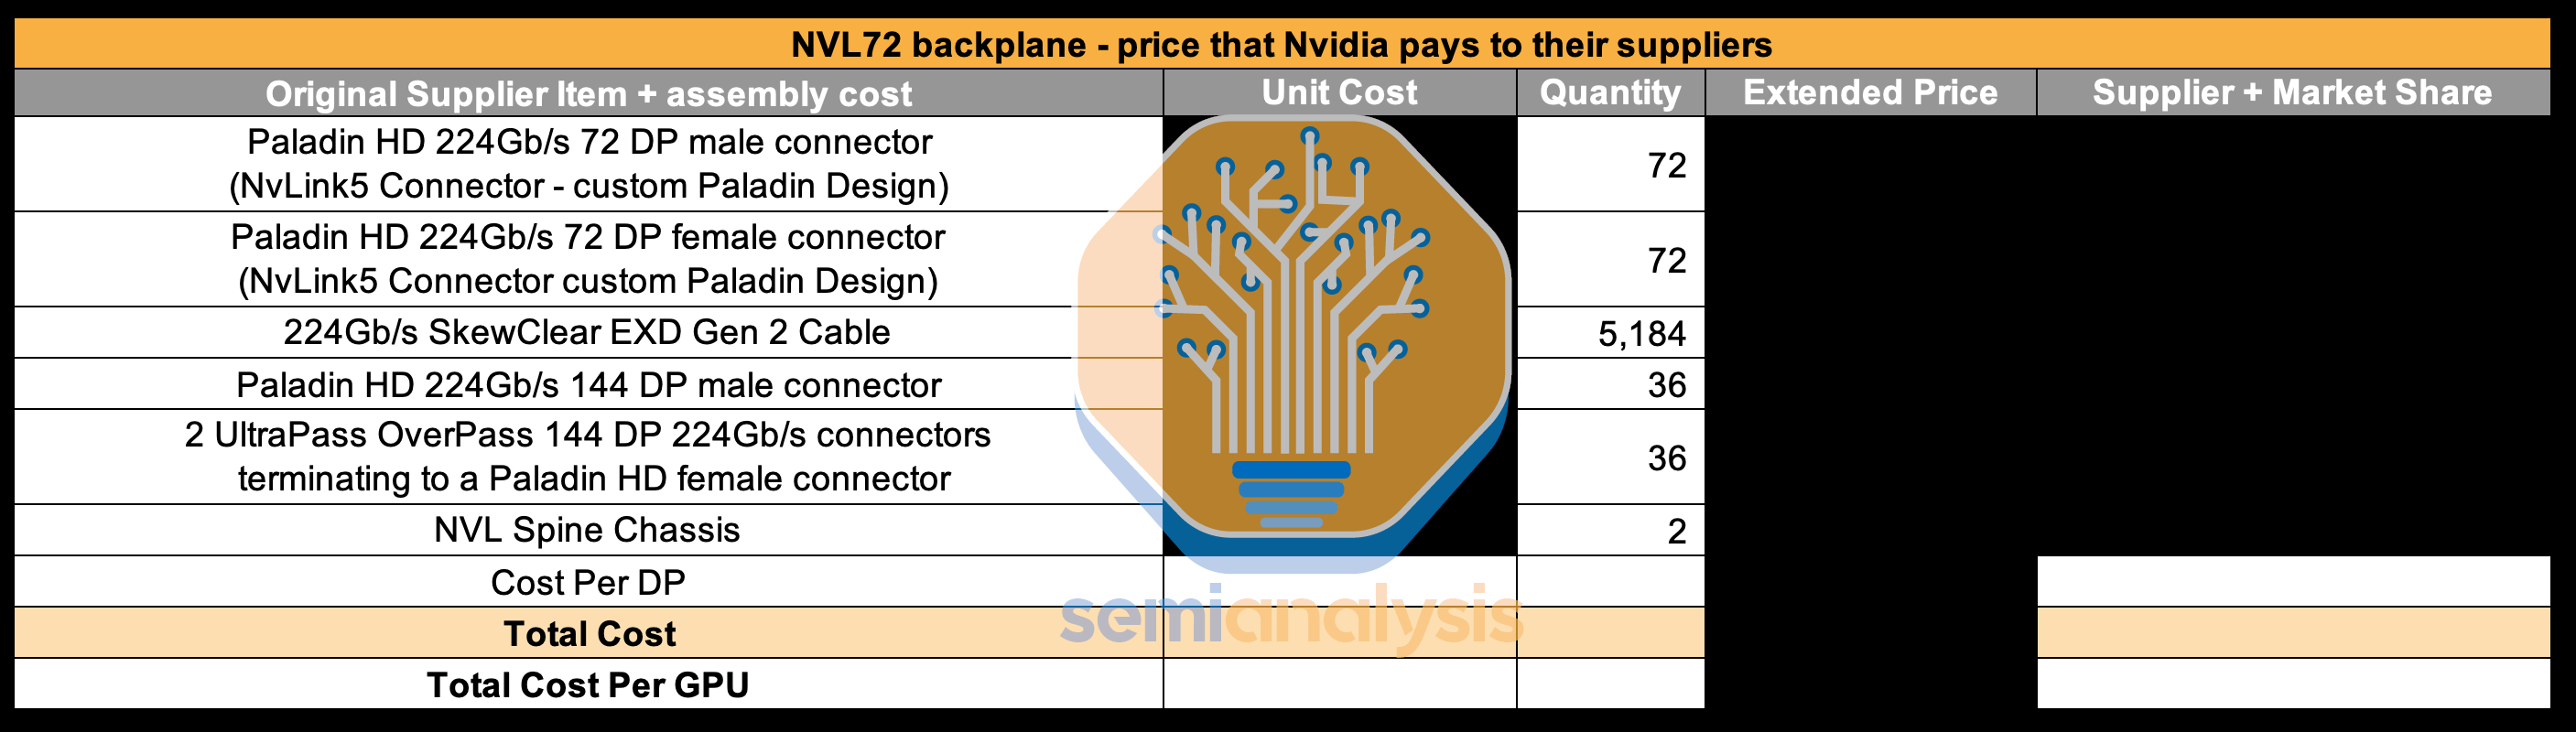 NVL72 backplane - price that Nvidia pays to their suppliers
Original Supplier Item + assembly cost Unit Cost Quantity Extended Price Supplier + Market Share
Paladin HD 224Gb/s 72 DP male connector
(NvLink5 Connector - custom Paladin Design)
72
Paladin HD 224Gb/s 72 DP female connector
(NvLink5 Connector custom Paladin Design)
72
224Gb/s SkewClear EXD Gen 2 Cable 5,184
Paladin HD 224Gb/s 144 DP male connector 36
2 UltraPass OverPass 144 DP 224Gb/s connectors
terminating to a Paladin HD female connector
36
NVL Spine Chassis 2
Cost Per DP
Total Cost
Total Cost Per GPU
semianalysis